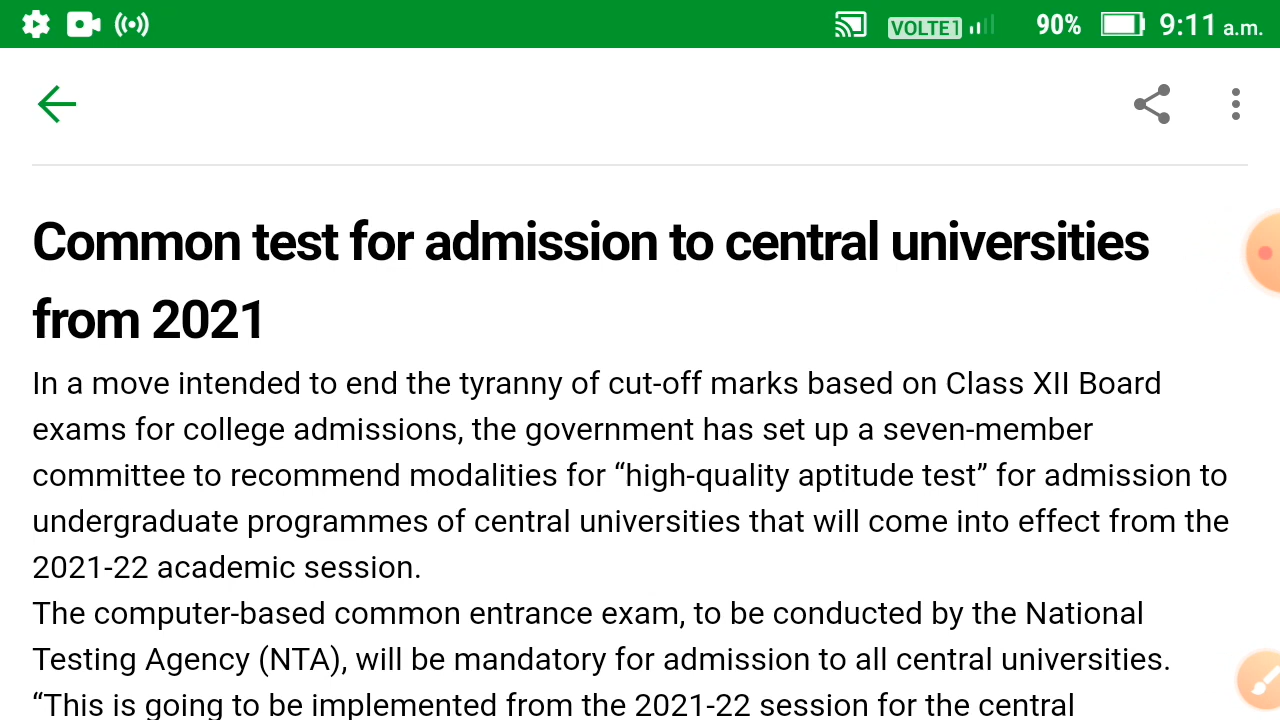 VOLTE1 90% 9:11 a.m.
Common test for admission to central universities
from 2021
In a move intended to end the tyranny of cut-off marks based on Class XII Board
exams for college admissions, the government has set up a seven-member
committee to recommend modalities for “high-quality aptitude test” for admission to
undergraduate programmes of central universities that will come into effect from the
2021-22 academic session.
The computer-based common entrance exam, to be conducted by the National
Testing Agency (NTA), will be mandatory for admission to all central universities.
“This is going to be implemented from the 2021-22 session for the central